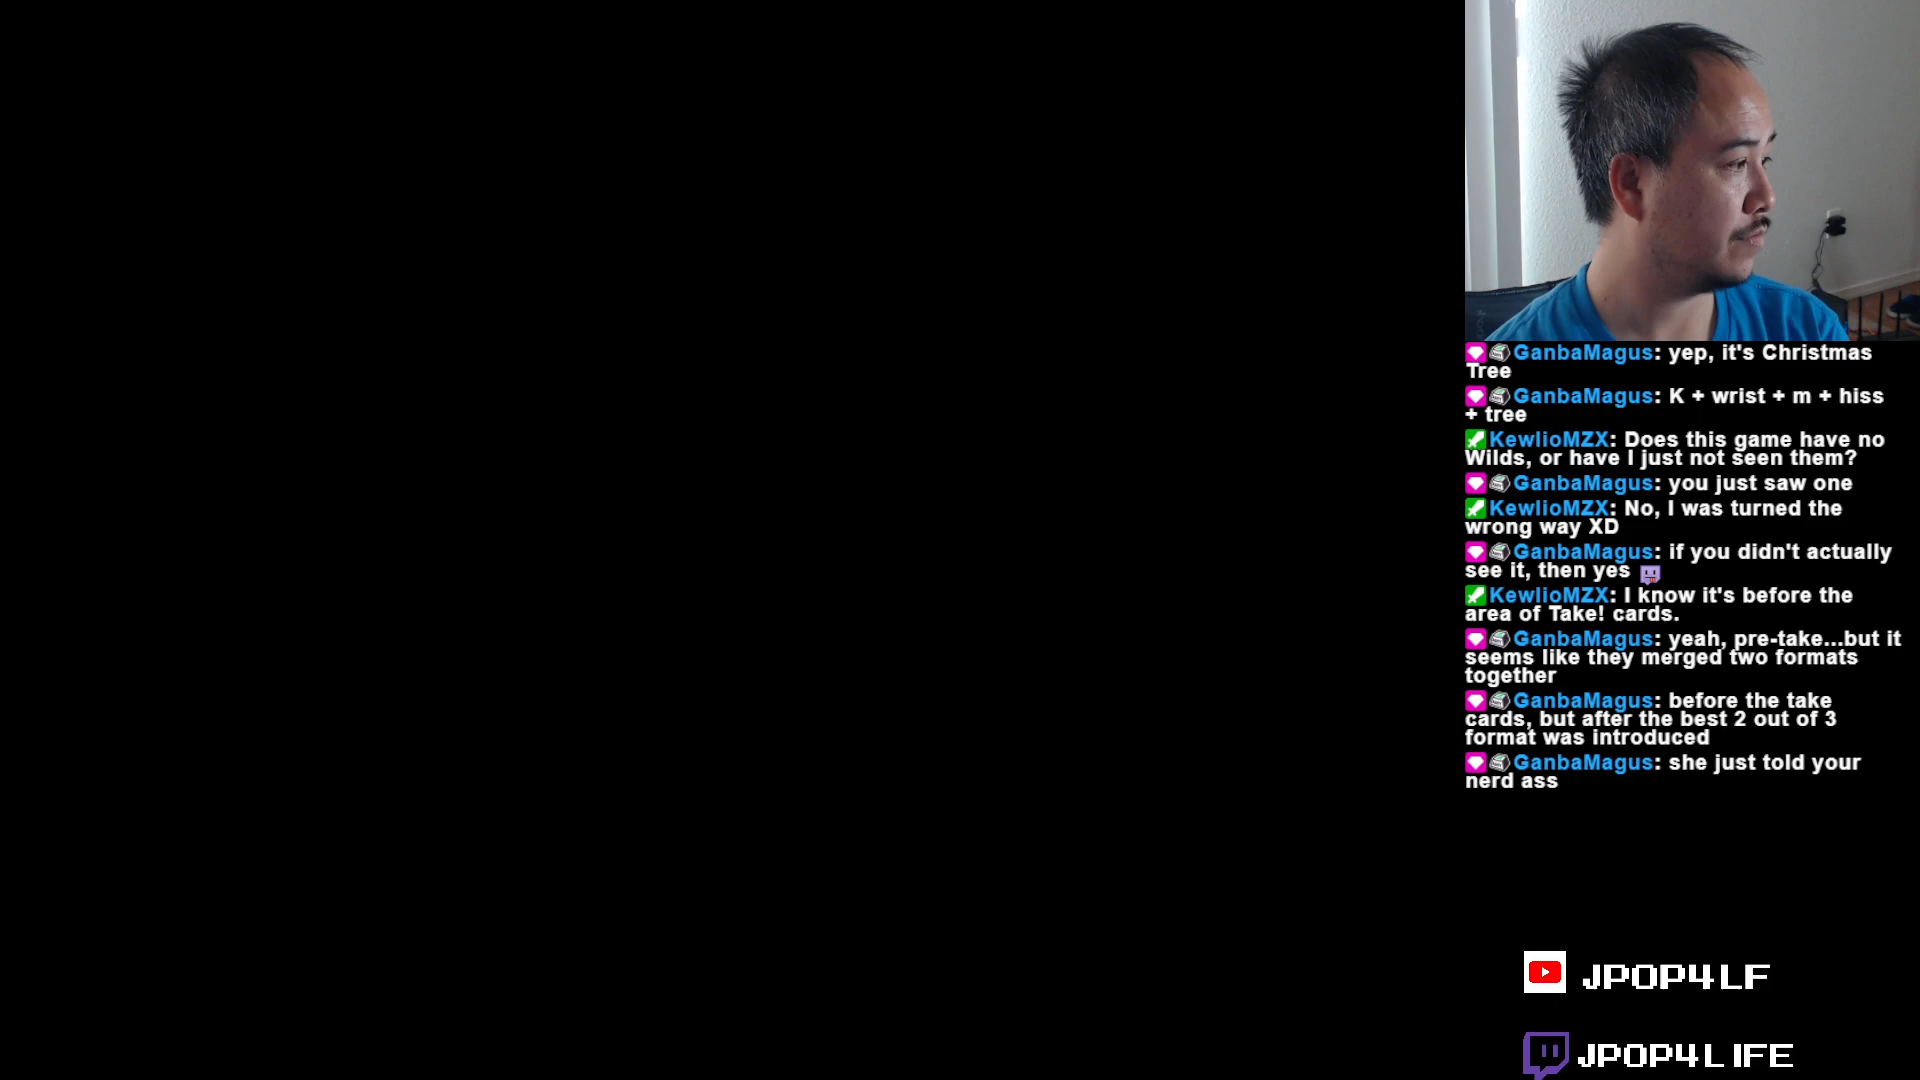 GanbaMagus: yep, it's Christmas
Tree
GanbaMagus: K + wrist + m + hiss
+ tree
KewlioMZX: Does this game have no
Wilds, or have I just not seen them?
GanbaMagus: you just saw one
KewlioMZX: No, I was turned the
wrong way XD
GanbaMagus: if you didn't actually
see it, then yes
KewlioMZX: I know it's before the
area of Take! cards.
GanbaMagus: yeah, pre-take...but it
seems like they merged two formats
together
GanbaMagus: before the take
cards, but after the best 2 out of 3
format was introduced
GanbaMagus: she just told your
nerd ass
JPOP4LF
JPOP4LIFE